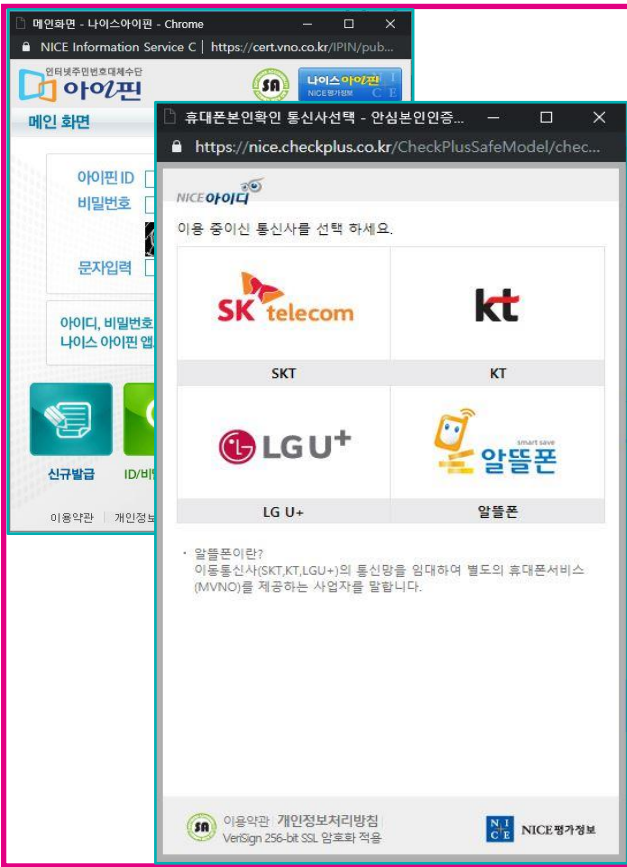 메인화면 - 나이스아이핀 - Chrome
NICE Information Service C | https://cert.vno.co.kr/IPIN/pub...
인터넷주민번호대체수단
아이핀
SA
나이스아이핀
NICE평가정보
메인 화면
아이핀 ID
비밀번호
문자입력
아이디, 비밀번호
나이스 아이핀 앱
신규발급
ID/비
이용약관
개인정보
휴대폰본인확인 통신사선택 - 안심본인인증...
https://nice.checkplus.co.kr/CheckPlusSafeModel/chec...
NICE아이디
이용 중이신 통신사를 선택 하세요.
SK telecom
kt
SKT
KT
LG U+
smart save
알뜰폰
LG U+
알뜰폰
· 알뜰폰이란?
이동통신사(SKT,KT,LGU+)의 통신망을 임대하여 별도의 휴대폰서비스
(MVNO)를 제공하는 사업자를 말합니다.
SA
이용약관 | 개인정보처리방침
VeriSign 256-bit SSL 암호화 적용
NICE
NICE평가정보